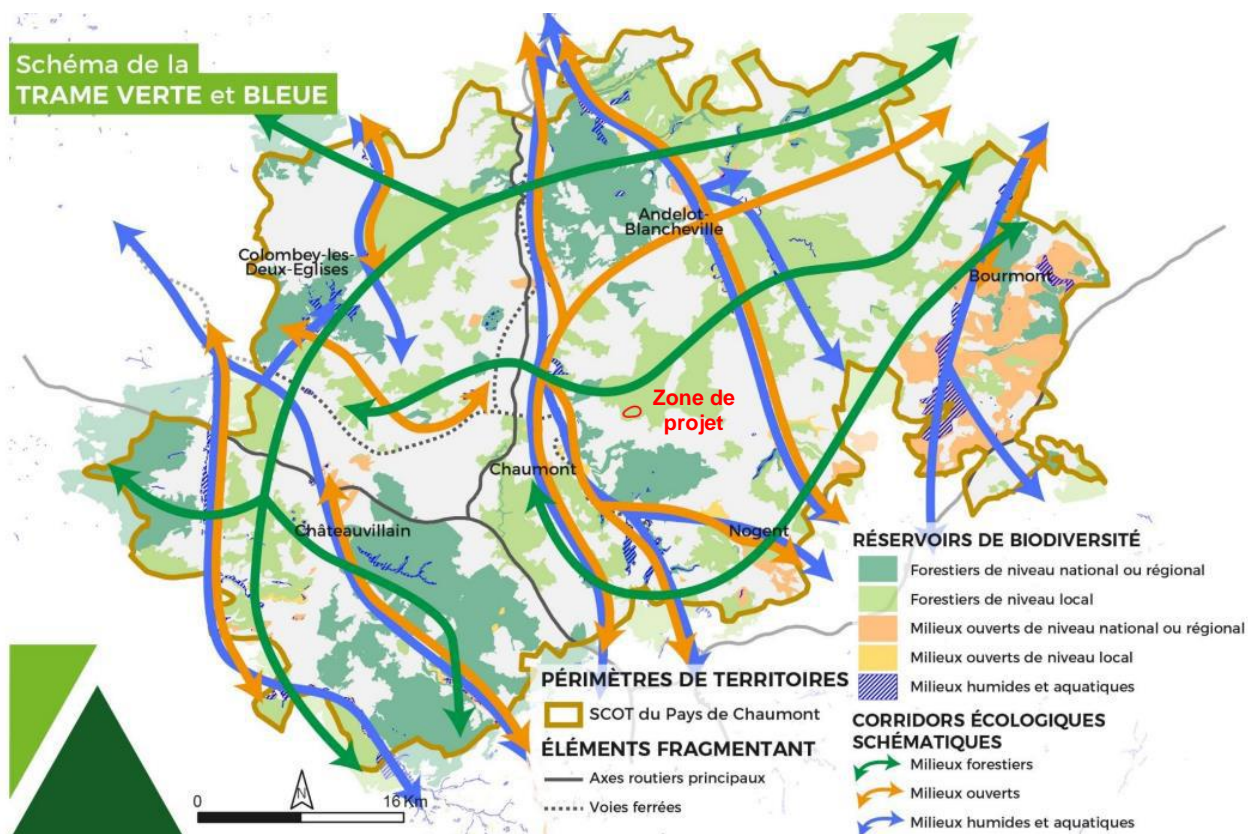 Schéma de la
TRAME VERTE et BLEUE
Andelot-
Blancheville
Colombey-les-
Deux-Eglises
Bourmont
Zone de
projet
Chaumont
Châteauvillain
Nogent
RÉSERVOIRS DE BIODIVERSITÉ
Forestiers de niveau national ou régional
Forestiers de niveau local
Milieux ouverts de niveau national ou régional
Milieux ouverts de niveau local
Milieux humides et aquatiques
PÉRIMÈTRES DE TERRITOIRES
SCOT du Pays de Chaumont
ÉLÉMENTS FRAGMENTANT
Axes routiers principaux
Voies ferrées
CORRIDORS ÉCOLOGIQUES
SCHÉMATIQUES
Milieux forestiers
Milieux ouverts
Milieux humides et aquatiques
N
0 16 Km